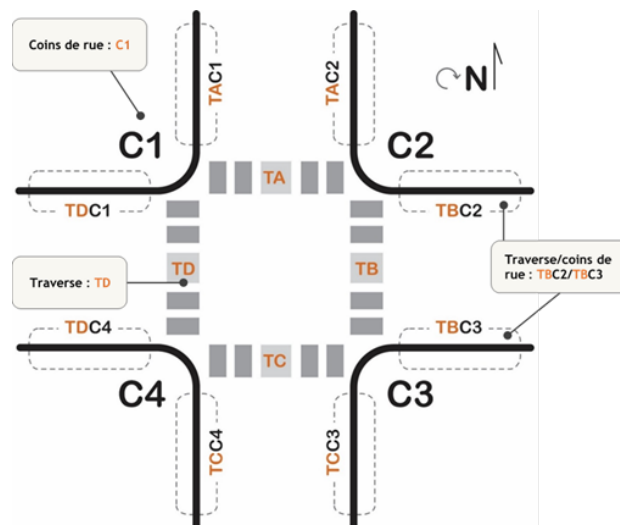 Coins de rue : C1
TAC1
TAC2
N
C1
C2
TA
TDC1
TBC2
Traverse : TD
TD
TB
Traverse/coins de
rue : TBC2/TBC3
TDC4
TBC3
TC
C4
C3
TCC4
TCC3